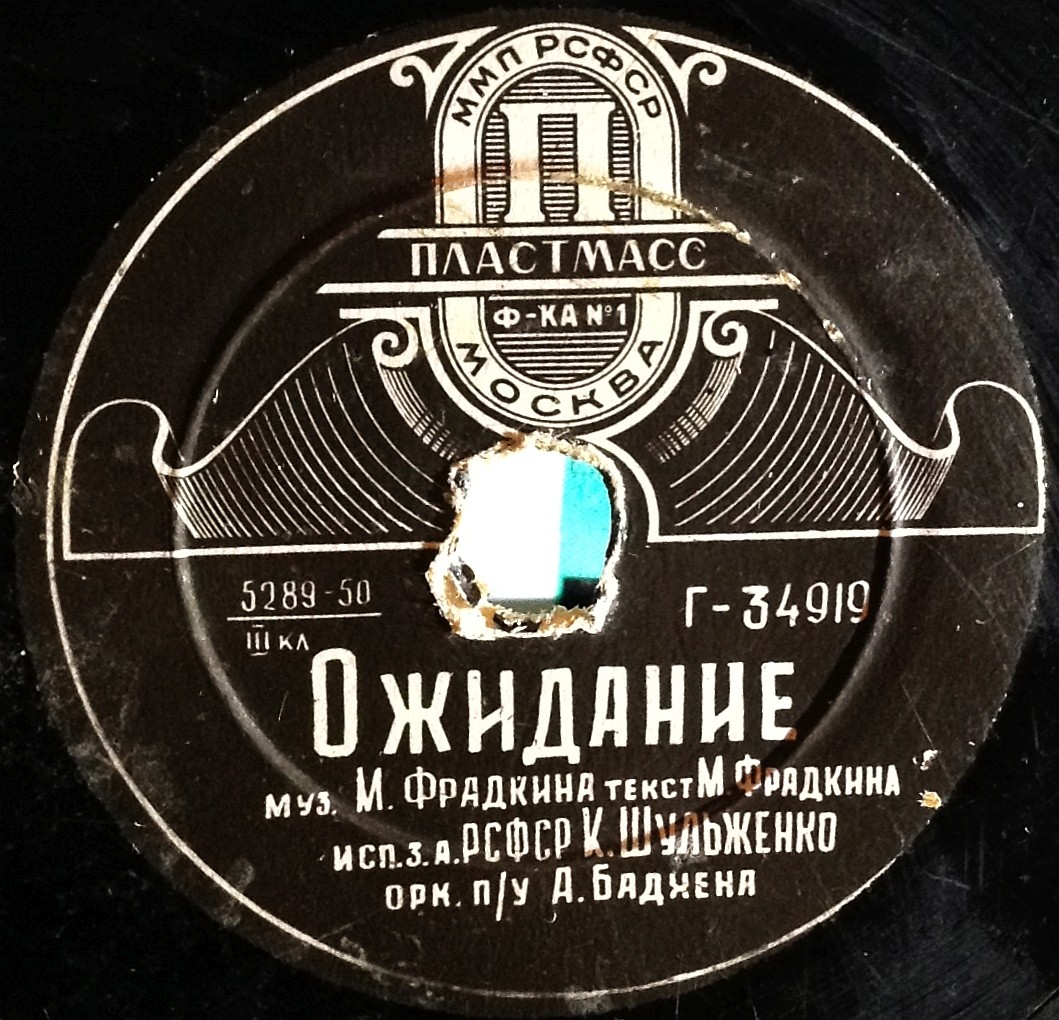 ММП РСФСР
П
ПЛАСТМАСС
Ф-КА №1
МОСКВА
5289-50
III КЛ
Г-34919
ОЖИДАНИЕ
МУЗ. М. ФРАДКИНА ТЕКСТ М. ФРАДКИНА
ИСП. З. А. РСФСР К. ШУЛЬЖЕНКО
ОРК. П/У А. БАДХЕНА